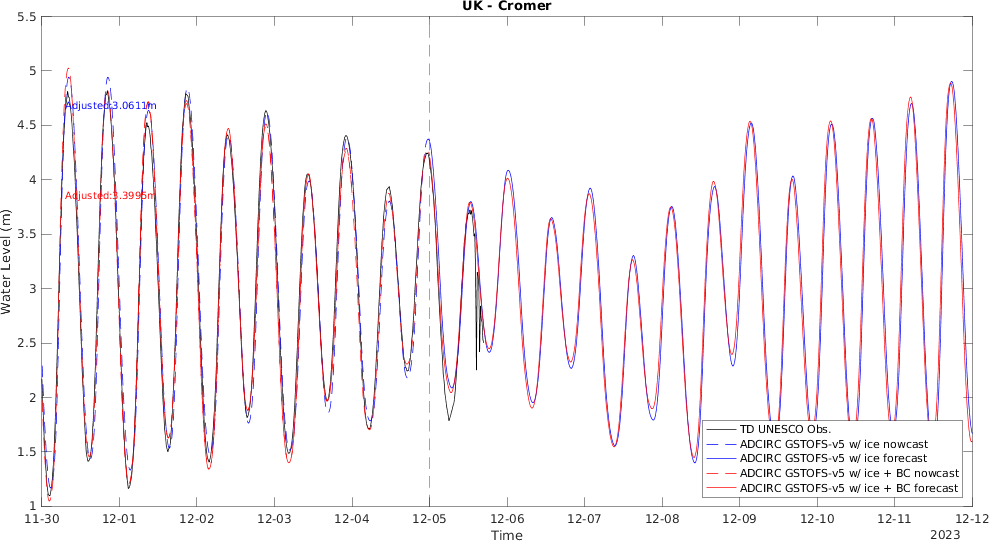 UK - Cromer
5.5
5
4.5
4
3.5
3
2.5
2
1.5
1
Water Level (m)
Adjusted:3.0611m
Adjusted:3.3995m
TD UNESCO Obs.
ADCIRC GSTOFS-v5 w/ ice nowcast
ADCIRC GSTOFS-v5 w/ ice forecast
ADCIRC GSTOFS-v5 w/ ice + BC nowcast
ADCIRC GSTOFS-v5 w/ ice + BC forecast
11-30 12-01 12-02 12-03 12-04 12-05 12-06 12-07 12-08 12-09 12-10 12-11 12-12
Time
2023